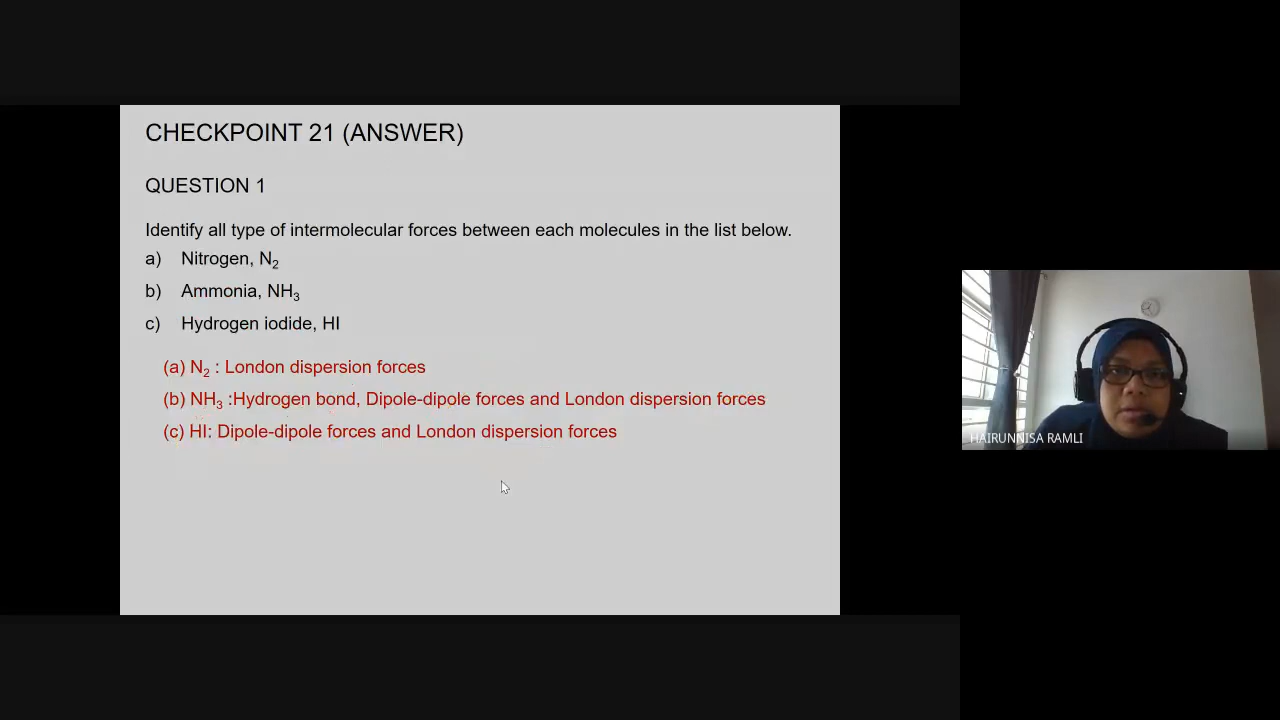 CHECKPOINT 21 (ANSWER)
QUESTION 1
Identify all type of intermolecular forces between each molecules in the list below.
a) Nitrogen, N₂
b) Ammonia, NH₃
c) Hydrogen iodide, HI
(a) N₂ : London dispersion forces
(b) NH₃ :Hydrogen bond, Dipole-dipole forces and London dispersion forces
(c) HI: Dipole-dipole forces and London dispersion forces
HAIRUNNISA RAMLI